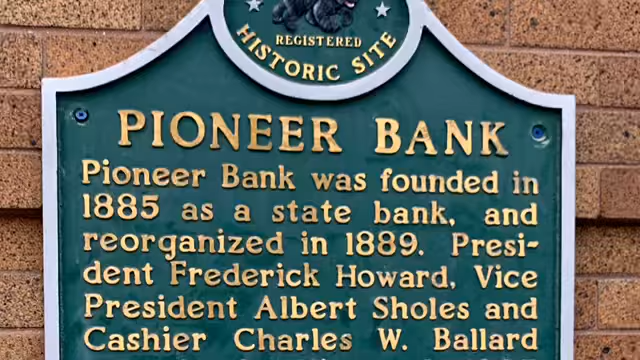 REGISTERED
HISTORIC SITE
PIONEER BANK
Pioneer Bank was founded in
1885 as a state bank, and
reorganized in 1889. Presi-
dent Frederick Howard, Vice
President Albert Sholes and
Cashier Charles W. Ballard